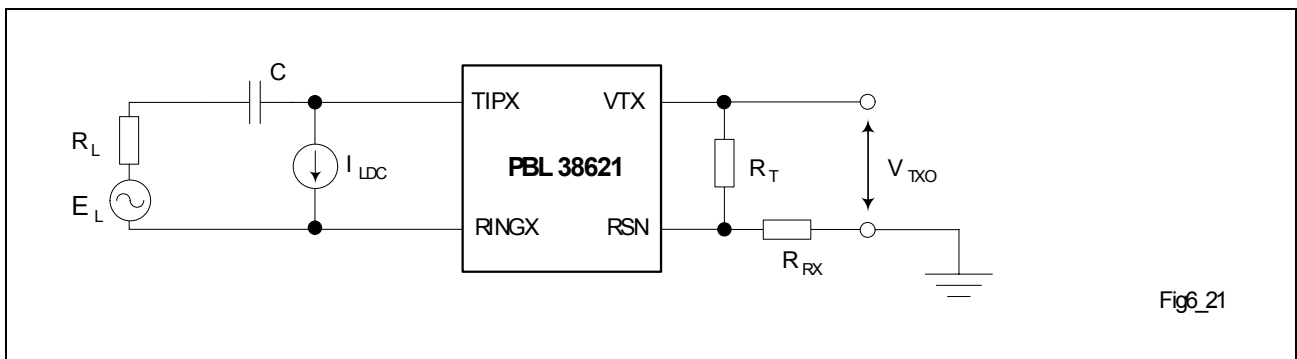 C
TIPX
VTX
R L
I LDC
PBL 38621
R T
V TXO
E L
RINGX
RSN
R RX
Fig6_21